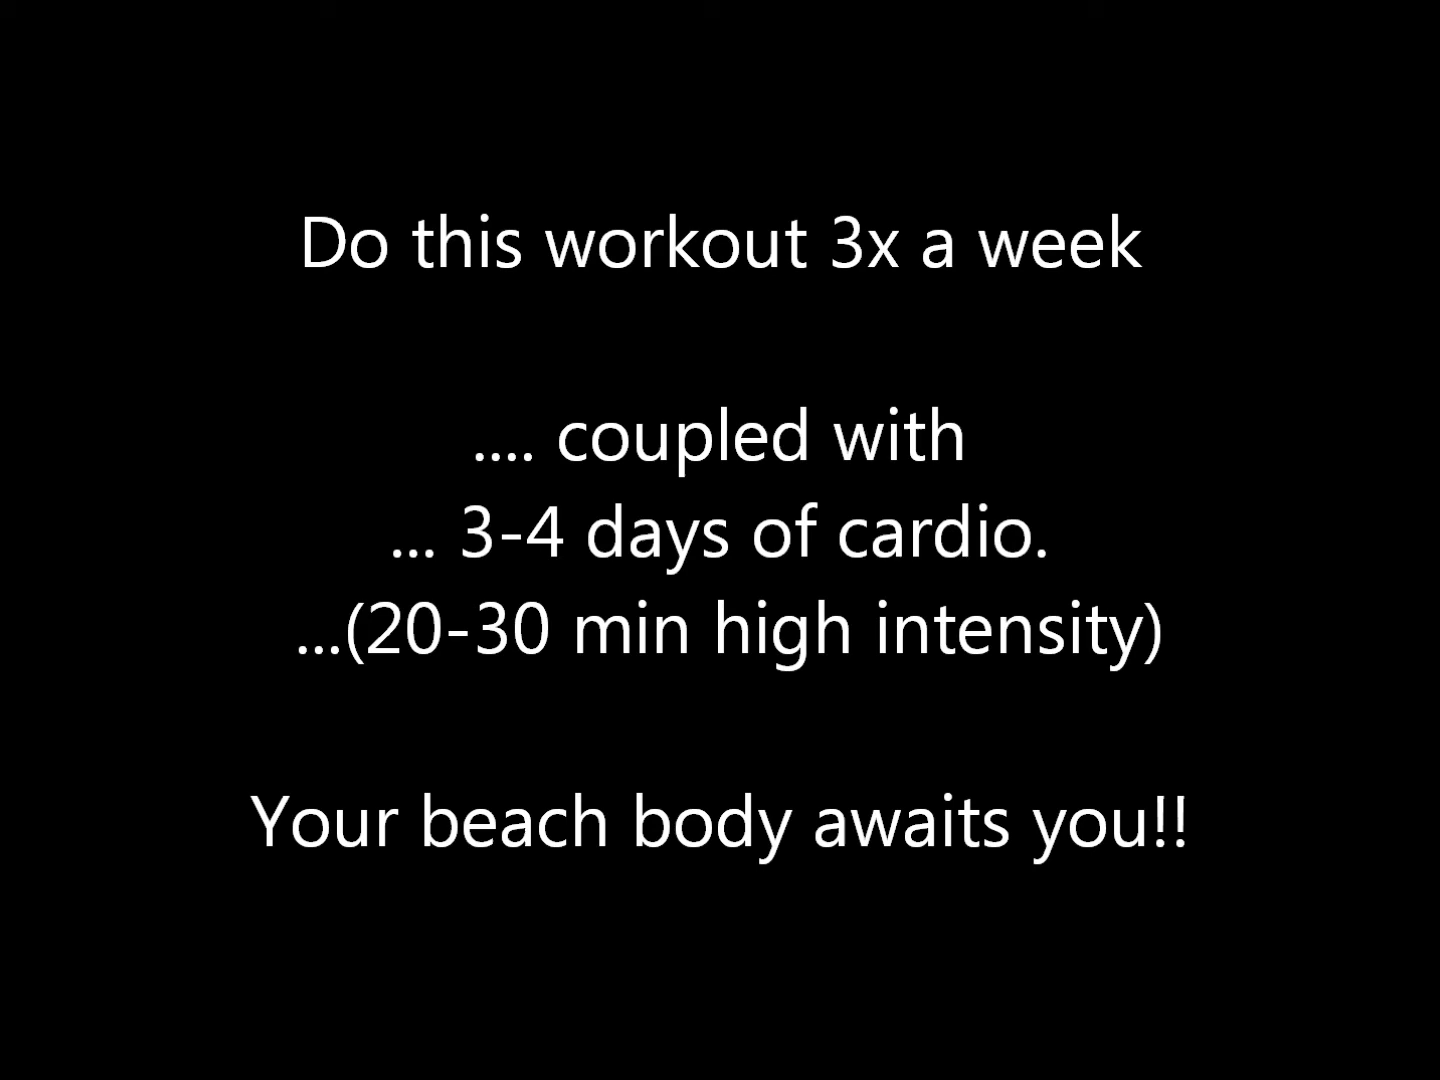 Do this workout 3x a week
.... coupled with
... 3-4 days of cardio.
...(20-30 min high intensity)
Your beach body awaits you!!